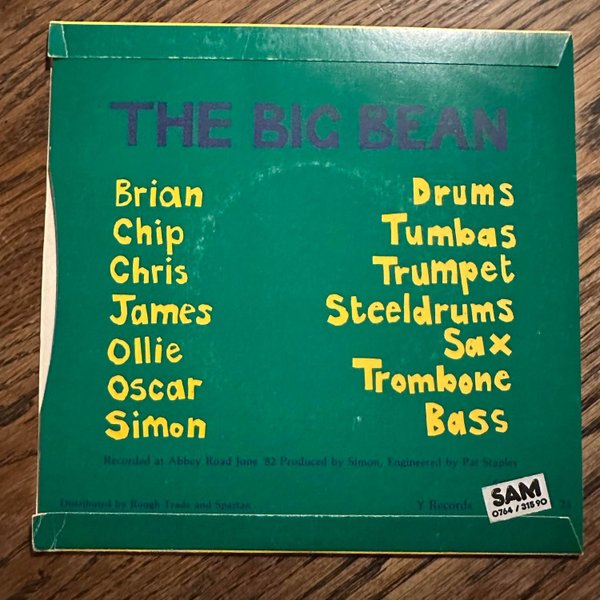 THE BIG BEAN
Brian Drums
Chip Tumbas
Chris Trumpet
James Steeldrums
Ollie Sax
Oscar Trombone
Simon Bass
Recorded at Abbey Road June '82 Produced by Simon, Engineered by Pat Stapley
Distributed by Rough Trade and Spartan Y Records
SAM
0764 / 31590